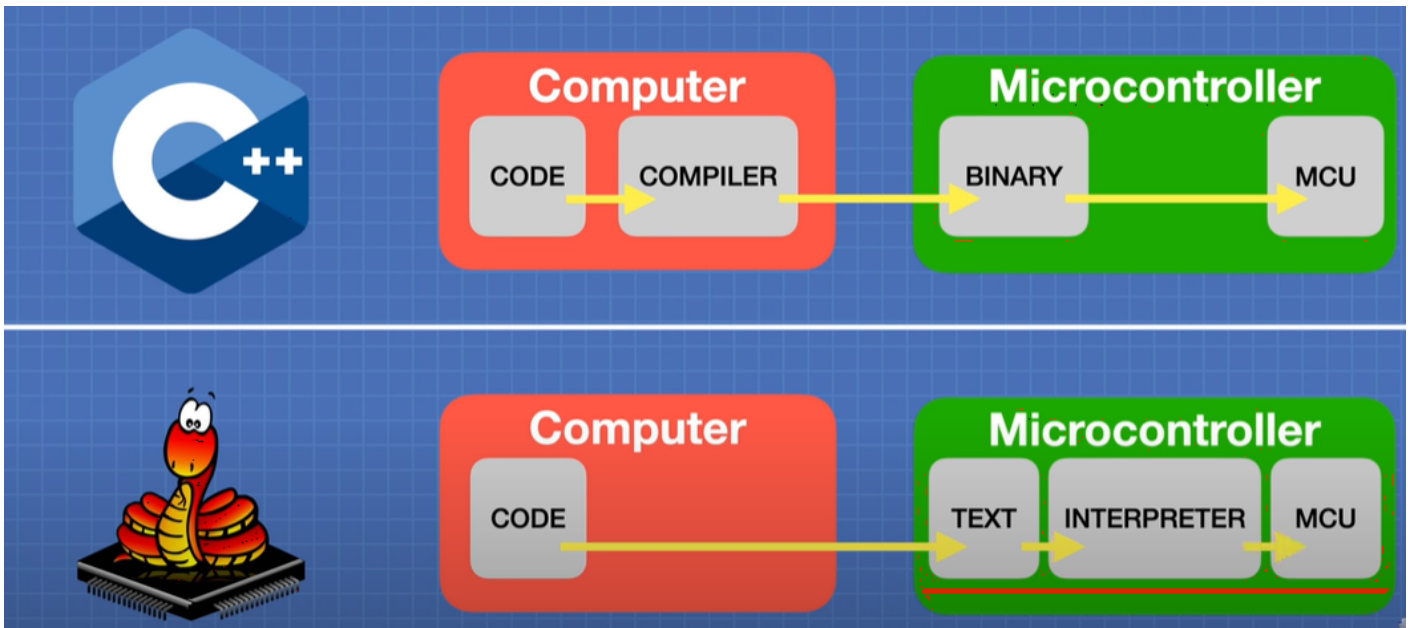 C++
Computer
Microcontroller
CODE
COMPILER
BINARY
MCU
Computer
Microcontroller
CODE
TEXT
INTERPRETER
MCU